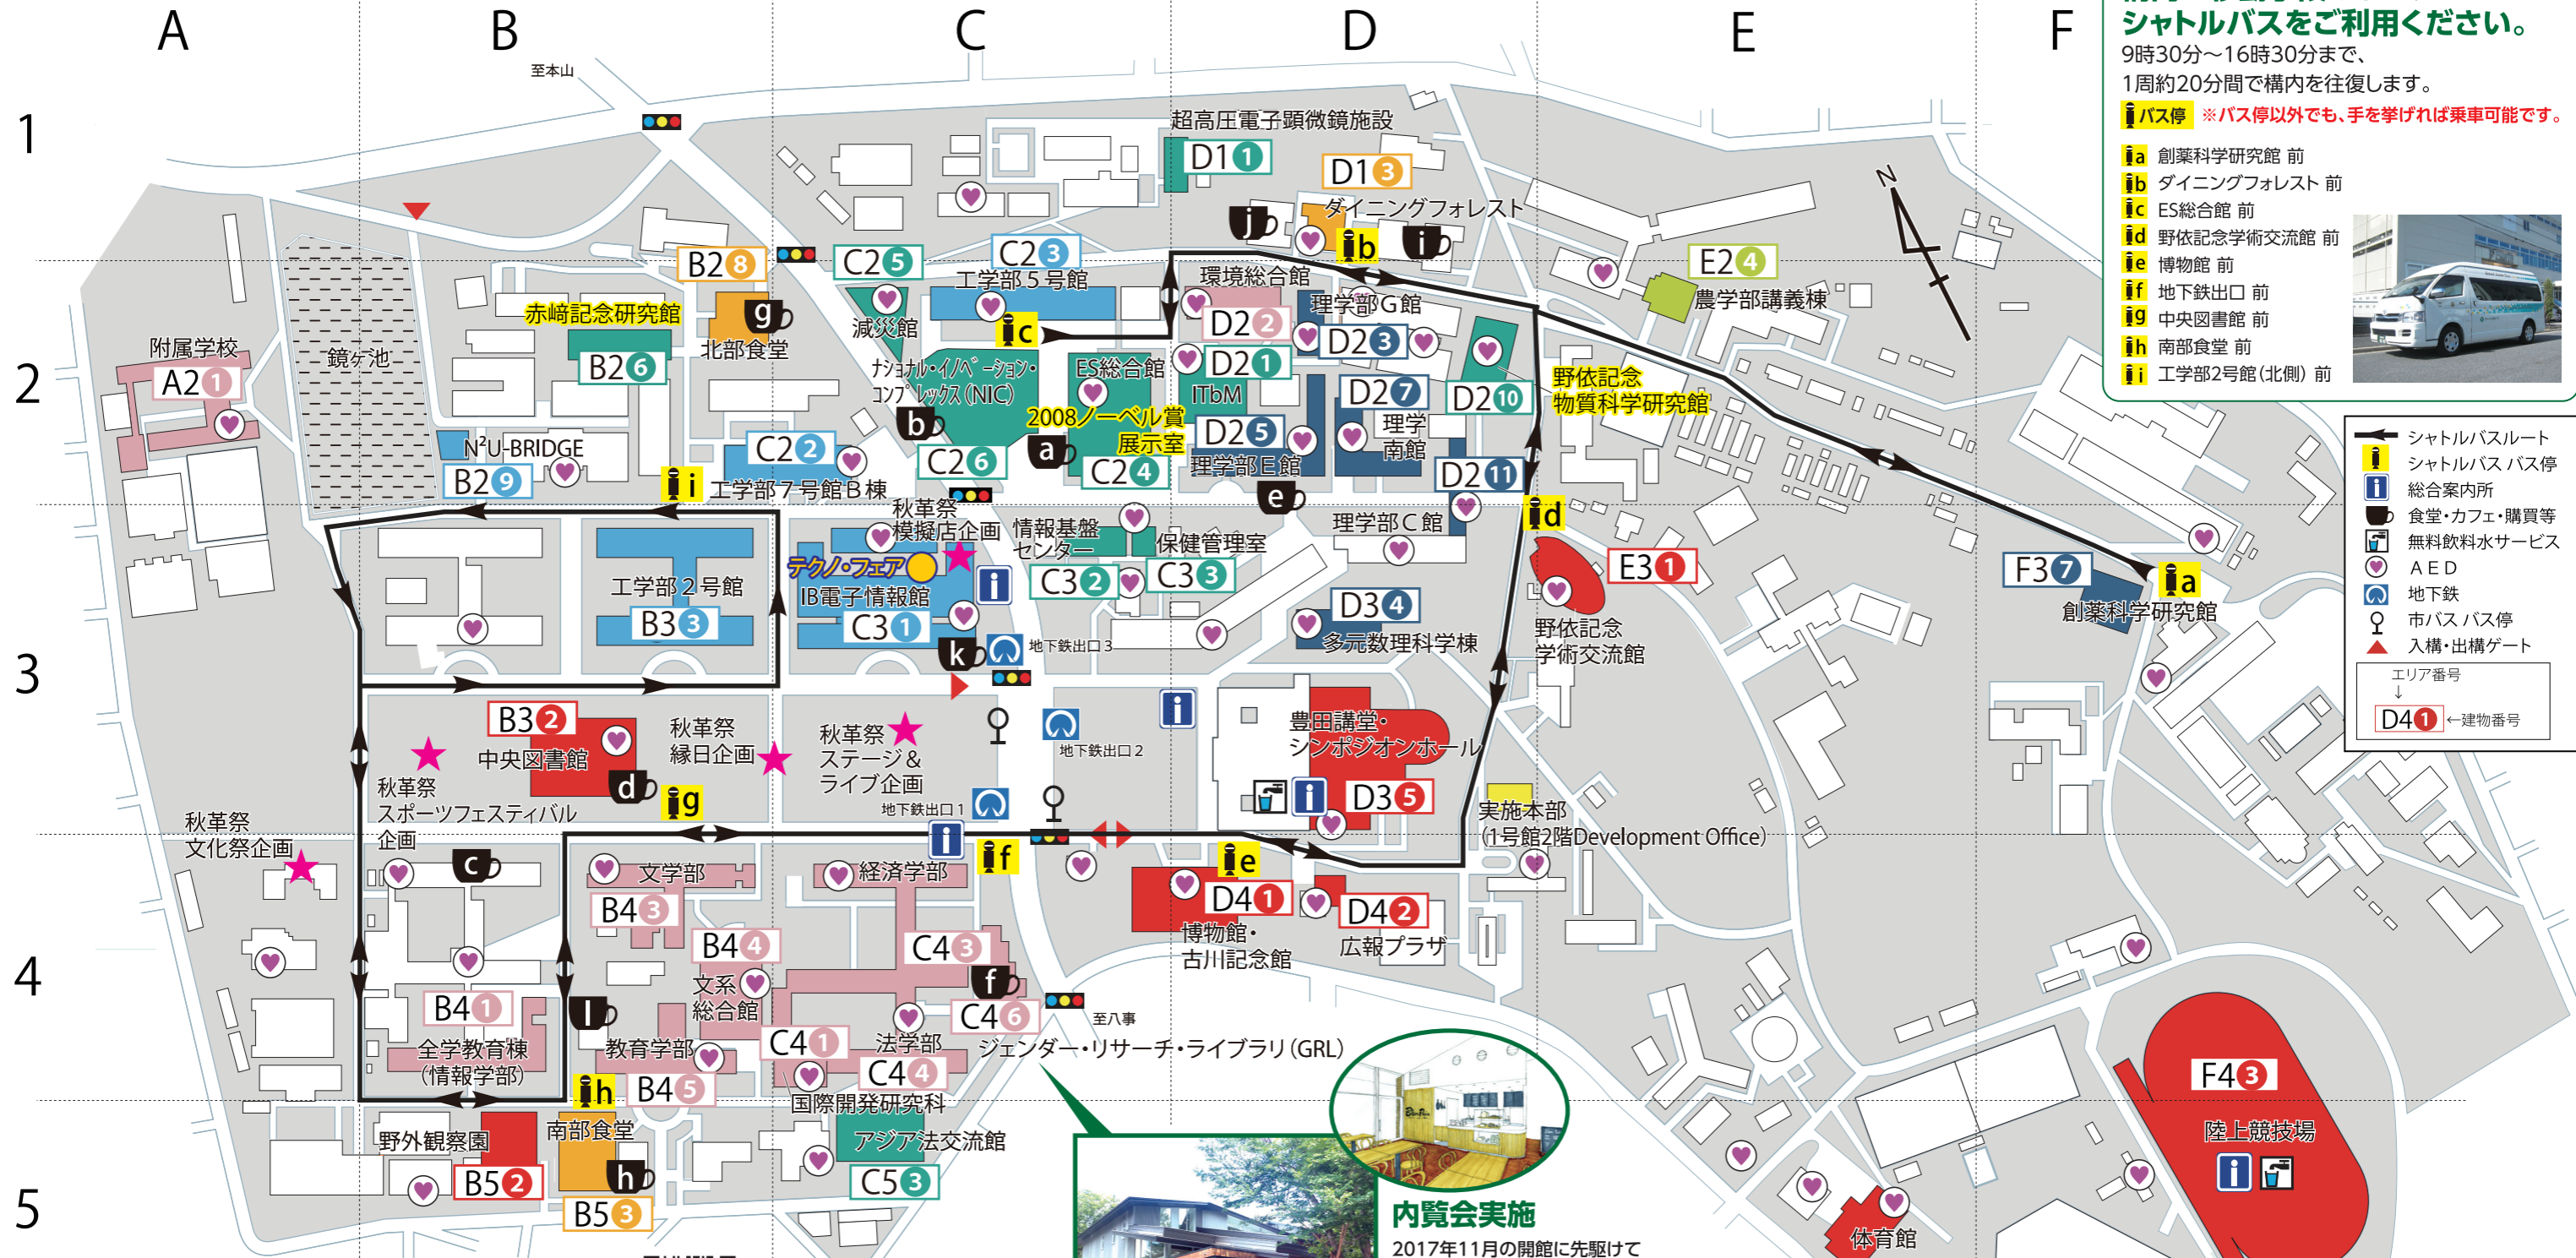 A
B
C
D
E
F
1
2
3
4
5
至本山
シャトルバスをご利用ください。
9時30分～16時30分まで、
1周約20分間で構内を往復します。
バス停 ※バス停以外でも、手を挙げれば乗車可能です。
a 創薬科学研究館 前
b ダイニングフォレスト 前
c ES総合館 前
d 野依記念学術交流館 前
e 博物館 前
f 地下鉄出口 前
g 中央図書館 前
h 南部食堂 前
i 工学部2号館（北側） 前
シャトルバスルート
シャトルバス バス停
総合案内所
食堂・カフェ・購買等
無料飲料水サービス
AED
地下鉄
市バス バス停
入構・出構ゲート
エリア番号
↓
D4 1 ←建物番号
N
超高圧電子顕微鏡施設
D1 1
D1 3
ダイニングフォレスト
j
b
i
B2 8
g
北部食堂
C2 5
減災館
C2 3
工学部5号館
c
環境総合館
D2 2
理学部G館
D2 3
E2 4
農学部講義棟
赤﨑記念研究館
B2 6
附属学校
A2 1
鏡ヶ池
ナショナル・イノベーション・
コンプレックス（NIC）
b
C2 6
ES総合館
2008ノーベル賞
展示室
a
C2 4
D2 1
ITbM
D2 7
理学
南館
D2 10
野依記念
物質科学研究館
D2 5
理学部E館
e
D2 11
N²U-BRIDGE
B2 9
i
C2 2
工学部7号館B棟
秋革祭
模擬店企画
テクノ・フェア
IB電子情報館
C3 1
i
k
地下鉄出口3
情報基盤
センター
C3 2
保健管理室
C3 3
理学部C館
d
E3 1
野依記念
学術交流館
D3 4
多元数理科学棟
F3 7
a
創薬科学研究館
工学部2号館
B3 3
B3 2
中央図書館
d
g
秋革祭
縁日企画
秋革祭
ステージ＆
ライブ企画
地下鉄出口2
地下鉄出口1
i
豊田講堂・
シンポジオンホール
i
D3 5
実施本部
(1号館2階Development Office)
秋革祭
スポーツフェスティバル
企画
秋革祭
文化祭企画
c
文学部
B4 3
経済学部
i
f
e
D4 1
博物館・
古川記念館
D4 2
広報プラザ
B4 4
文系
総合館
C4 3
f
C4 6
至八事
ジェンダー・リサーチ・ライブラリ（GRL）
B4 1
全学教育棟
（情報学部）
l
教育学部
B4 5
h
C4 1
法学部
C4 4
国際開発研究科
野外観察園
B5 2
南部食堂
h
B5 3
アジア法交流館
C5 3
F4 3
陸上競技場
i
体育館
内覧会実施
2017年11月の開館に先駆けて